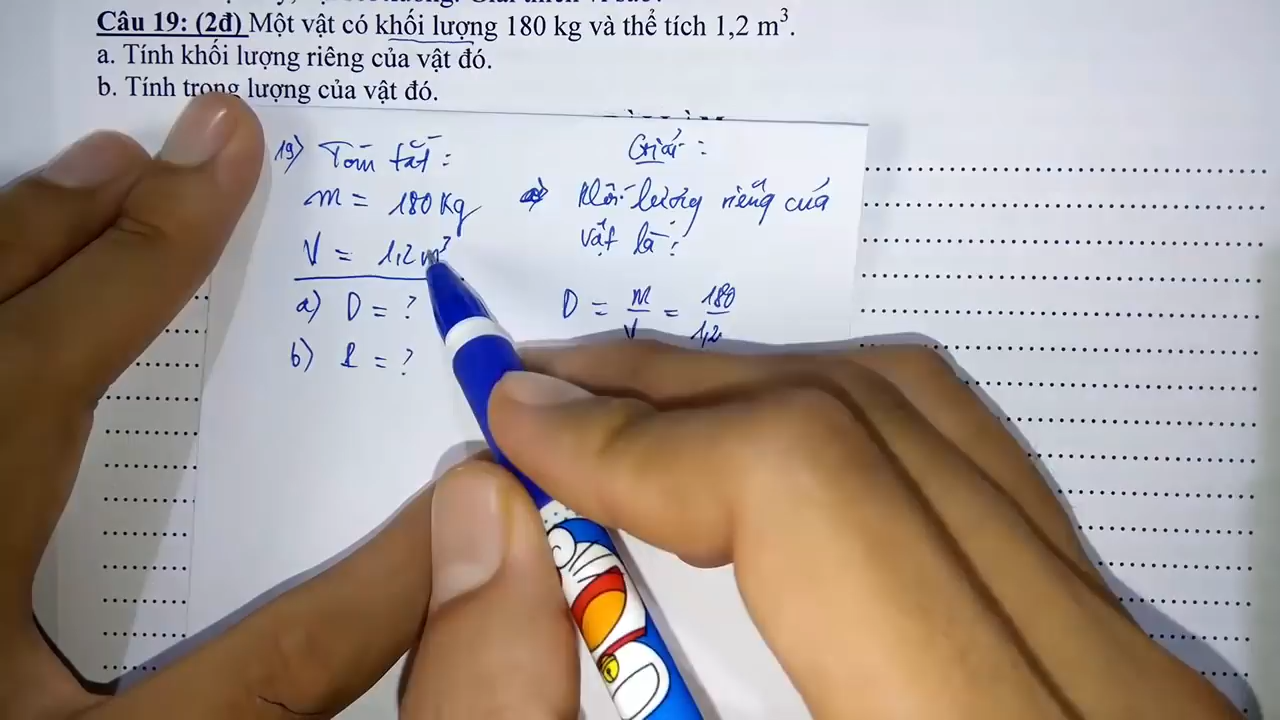 Câu 19: (2đ) Một vật có khối lượng 180 kg và thể tích 1,2 m³.
a. Tính khối lượng riêng của vật đó.
b. Tính trọng lượng của vật đó.
19) Tóm tắt:
m = 180 Kg
V = 1,2 m³
a) D = ?
b) P = ?
Giải:
a) Khối lượng riêng của
vật là:
D = m/V = 180/1,2